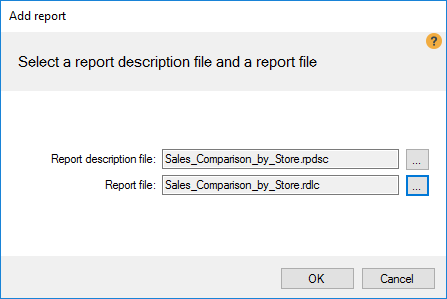 Add report
?
Select a report description file and a report file
Report description file: Sales_Comparison_by_Store.rpdsc ...
Report file: Sales_Comparison_by_Store.rdlc ...
OK Cancel